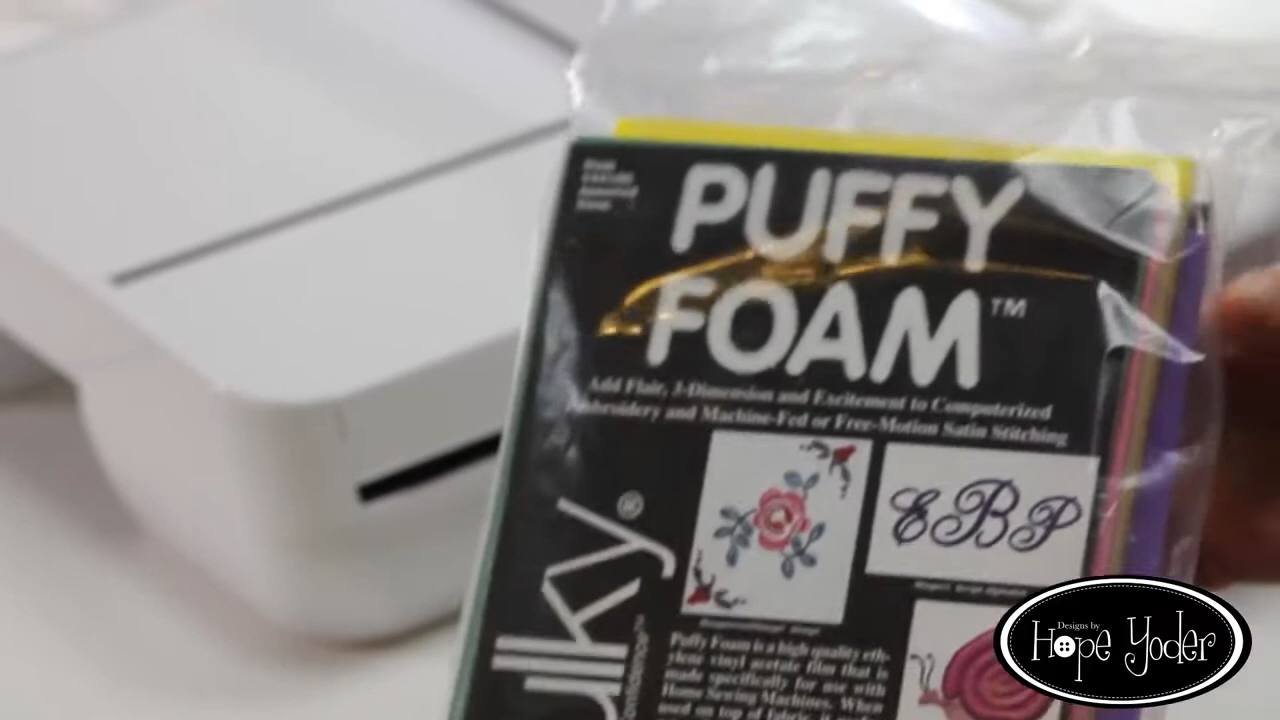 PUFFY
FOAM™
Add Flair, 3-Dimension and Excitement to Computerized
Embroidery and Machine-Fed or Free-Motion Satin Stitching
EBP
ulky®
Puffy Foam is a high quality eth-
ylene vinyl acetate film that is
made specifically for use with
Home Sewing Machines. When
used on top of fabric, it
Designs by
Hope Yoder